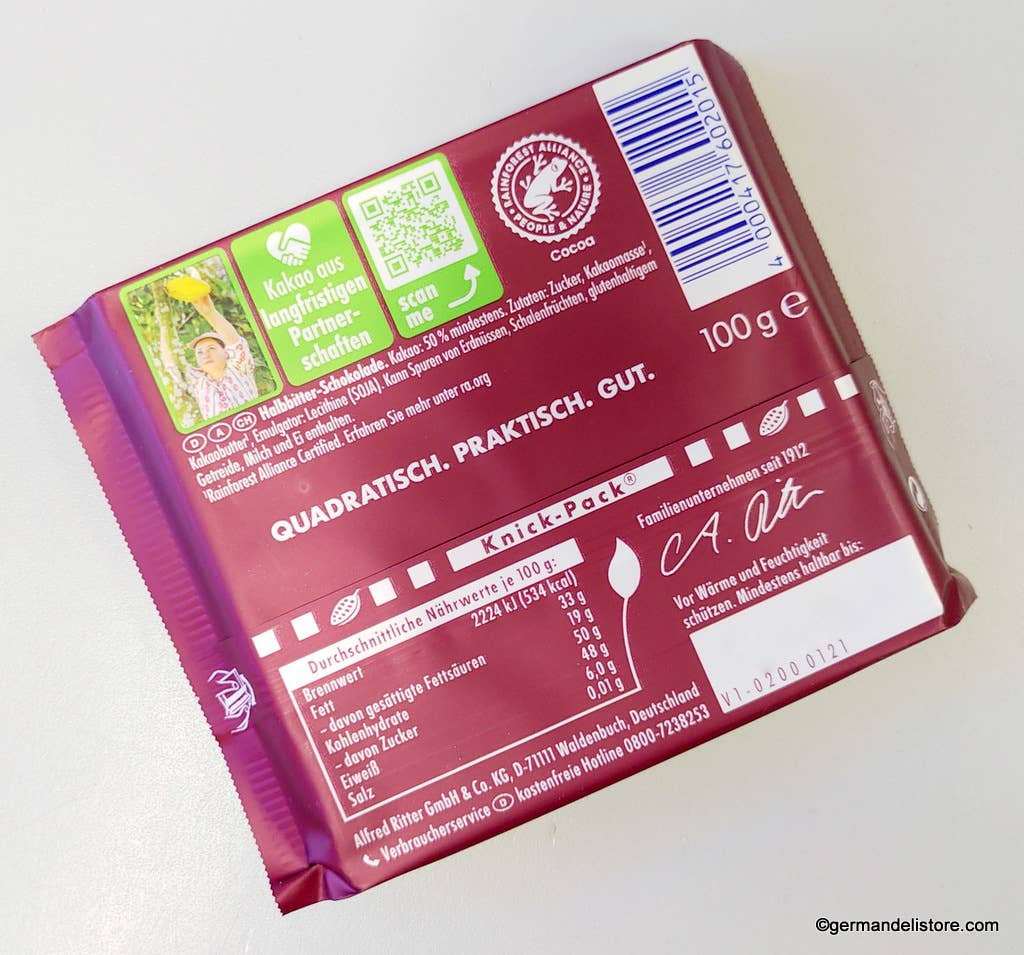 Kakao aus
langfristigen
Partner-
schaften
scan
me
RAINFOREST ALLIANCE
• PEOPLE & NATURE •
Cocoa
4 000417 602015
D A CH Halbbitter-Schokolade. Kakao: 50 % mindestens. Zutaten: Zucker, Kakaomasse¹,
Kakaobutter¹, Emulgator: Lecithine (SOJA). Kann Spuren von Erdnüssen, Schalenfrüchten, glutenhaltigem
Getreide, Milch und Ei enthalten.
¹Rainforest Alliance Certified. Erfahren Sie mehr unter ra.org
100 g e
QUADRATISCH. PRAKTISCH. GUT.
Knick-Pack®
Durchschnittliche Nährwerte je 100 g:
Brennwert 2224 kJ (534 kcal)
Fett 33 g
– davon gesättigte Fettsäuren 19 g
Kohlenhydrate 50 g
– davon Zucker 48 g
Eiweiß 6,0 g
Salz 0,01 g
Familienunternehmen seit 1912
A. Ritter
Vor Wärme und Feuchtigkeit
schützen. Mindestens haltbar bis:
V1-0200 0121
Alfred Ritter GmbH & Co. KG, D-71111 Waldenbuch, Deutschland
Verbraucherservice D kostenfreie Hotline 0800-7238253
©germandelistore.com